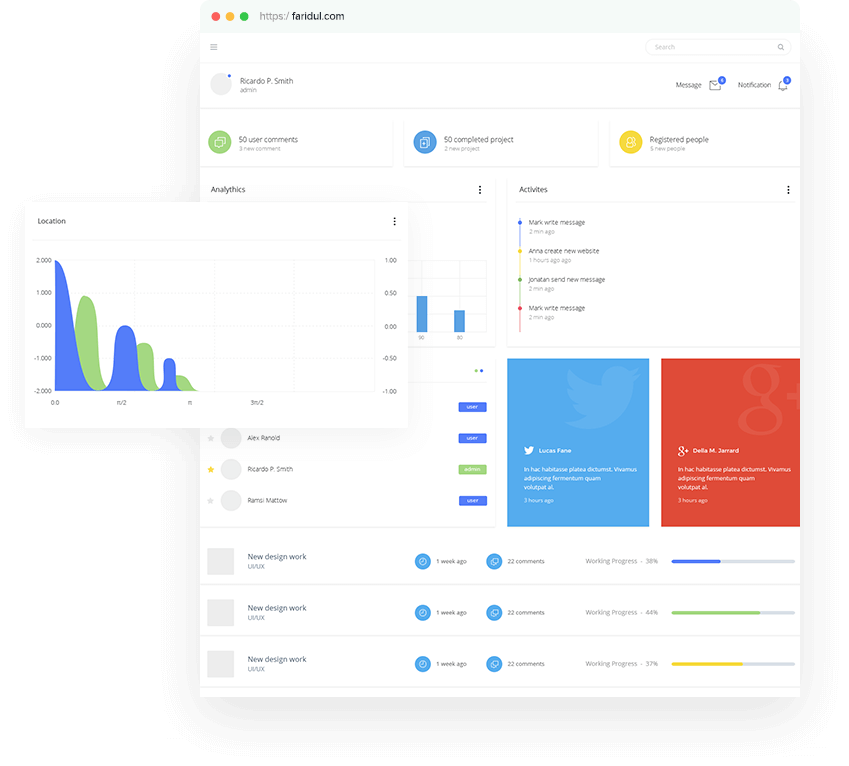 https:/ faridul.com
Search
Ricardo P. Smith
admin
Message
Notification
50 user comments
3 new comment
50 completed project
2 new project
Registered people
5 new people
Analythics
Activites
Mark write message
2 min ago
Anna create new website
1 hours ago ago
Jonatan send new message
2 min ago
Mark write message
2 min ago
90
80
Location
2.000
1.000
0.000
-1.000
-2.000
1.00
0.50
0.00
-0.50
-1.00
0.0
π/2
π
3π/2
user
Alex Ranold
user
Ricardo P. Smith
admin
Ramsi Mattow
user
Lucas Fane
In hac habitasse platea dictumst. Vivamus
adipiscing fermentum quam
volutpat al.
3 hours ago
Della M. Jarrard
In hac habitasse platea dictumst. Vivamus
adipiscing fermentum quam
volutpat al.
3 hours ago
New design work
UI/UX
1 week ago
22 comments
Working Progress - 38%
New design work
UI/UX
1 week ago
22 comments
Working Progress - 44%
New design work
UI/UX
1 week ago
22 comments
Working Progress - 37%